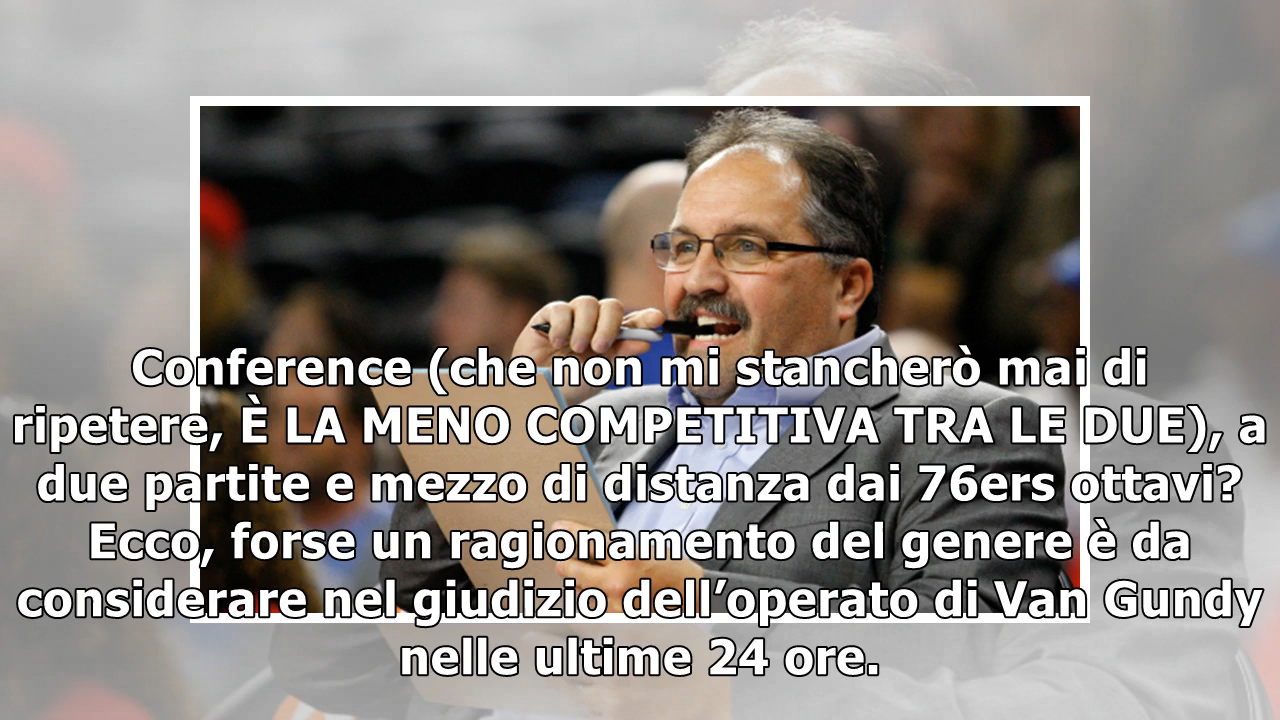 Conference (che non mi stancherò mai di
ripetere, È LA MENO COMPETITIVA TRA LE DUE), a
due partite e mezzo di distanza dai 76ers ottavi?
Ecco, forse un ragionamento del genere è da
considerare nel giudizio dell’operato di Van Gundy
nelle ultime 24 ore.